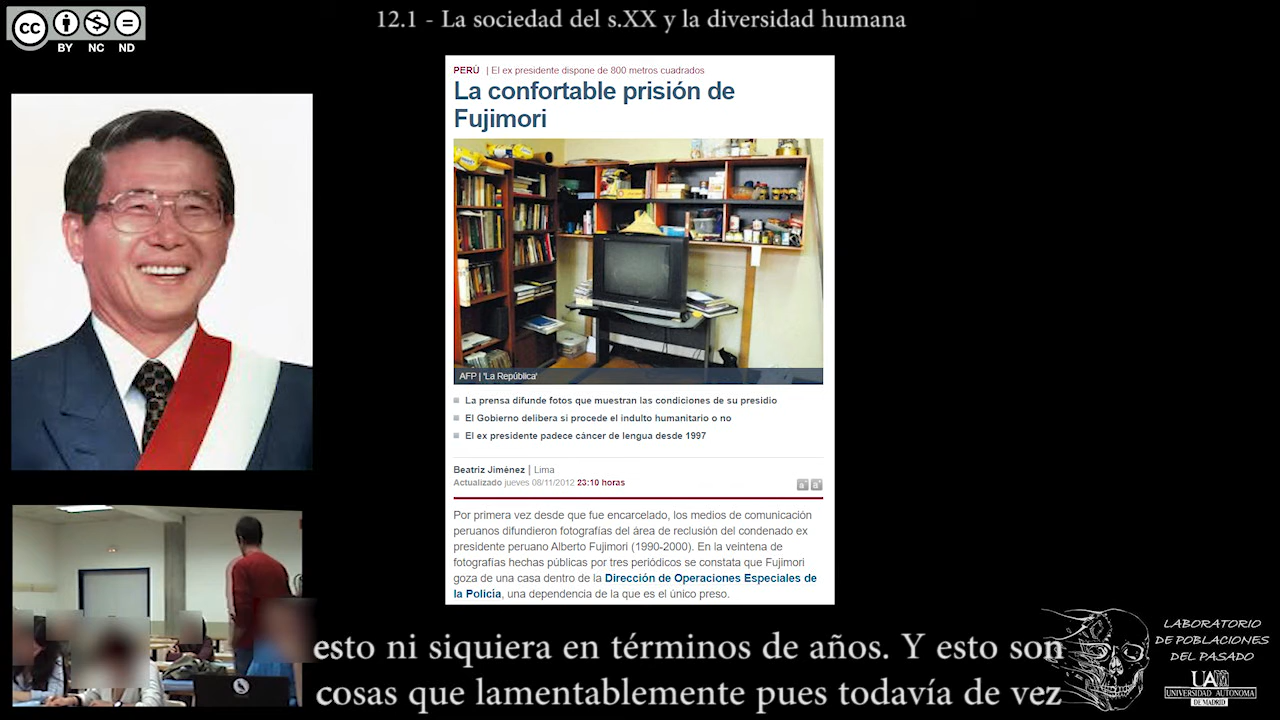 12.1 - La sociedad del s.XX y la diversidad humana
cc
BY NC ND
PERÚ | El ex presidente dispone de 800 metros cuadrados
La confortable prisión de
Fujimori
AFP | 'La República'
La prensa difunde fotos que muestran las condiciones de su presidio
El Gobierno delibera si procede el indulto humanitario o no
El ex presidente padece cáncer de lengua desde 1997
Beatriz Jiménez | Lima
Actualizado jueves 08/11/2012 23:10 horas
Por primera vez desde que fue encarcelado, los medios de comunicación
peruanos difundieron fotografías del área de reclusión del condenado ex
presidente peruano Alberto Fujimori (1990-2000). En la veintena de
fotografías hechas públicas por tres periódicos se constata que Fujimori
goza de una casa dentro de la Dirección de Operaciones Especiales de
la Policía, una dependencia de la que es el único preso.
esto ni siquiera en términos de años. Y esto son
cosas que lamentablemente pues todavía de vez
LABORATORIO
DE POBLACIONES
DEL PASADO
UAM
UNIVERSIDAD AUTONOMA
DE MADRID